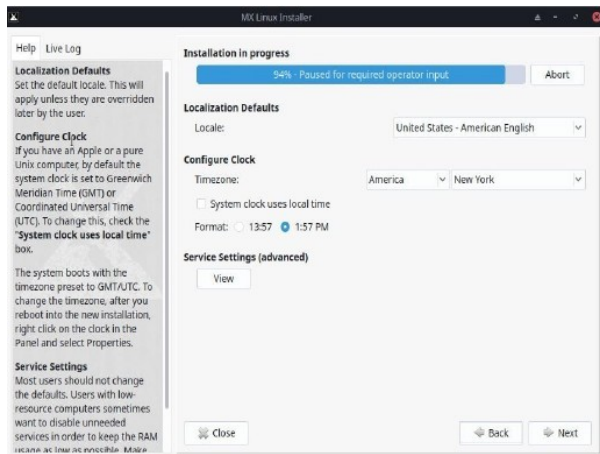 MX Linux Installer
Help Live Log
Localization Defaults
Set the default locale. This will
apply unless they are overridden
later by the user.
Configure Clock
If you have an Apple or a pure
Unix computer, by default the
system clock is set to Greenwich
Meridian Time (GMT) or
Coordinated Universal Time
(UTC). To change this, check the
"System clock uses local time"
box.
The system boots with the
timezone preset to GMT/UTC. To
change the timezone, after you
reboot into the new installation,
right click on the clock in the
Panel and select Properties.
Service Settings
Most users should not change
the defaults. Users with low-
resource computers sometimes
want to disable unneeded
services in order to keep the RAM
usage as low as possible. Make
Installation in progress
94% - Paused for required operator input
Abort
Localization Defaults
Locale: United States - American English
Configure Clock
Timezone: America New York
System clock uses local time
Format: 13:57 1:57 PM
Service Settings (advanced)
View
Close Back Next